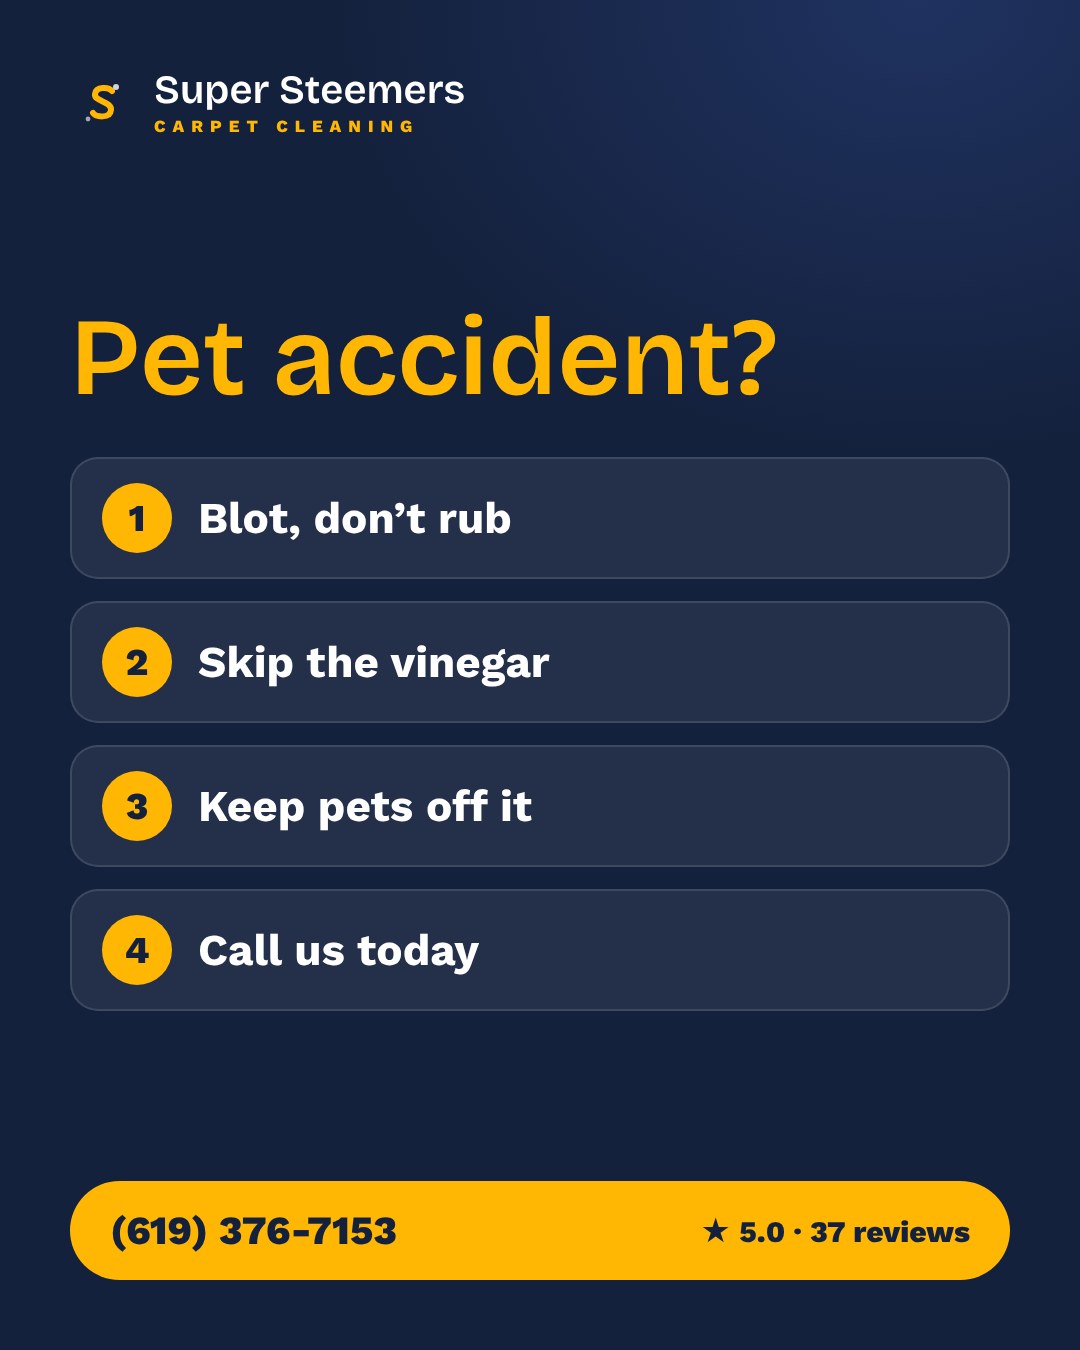 Super Steemers
CARPET CLEANING
Pet accident?
1 Blot, don’t rub
2 Skip the vinegar
3 Keep pets off it
4 Call us today
(619) 376-7153 ★ 5.0 · 37 reviews